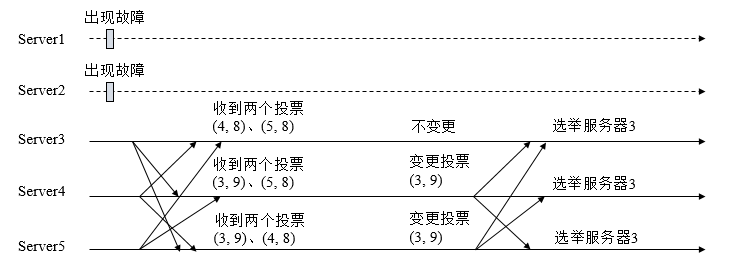 出现故障
Server1
出现故障
Server2
收到两个投票
(4, 8)、(5, 8)
不变更
选举服务器3
Server3
收到两个投票
(3, 9)、(5, 8)
变更投票
(3, 9)
选举服务器3
Server4
收到两个投票
(3, 9)、(4, 8)
变更投票
(3, 9)
选举服务器3
Server5